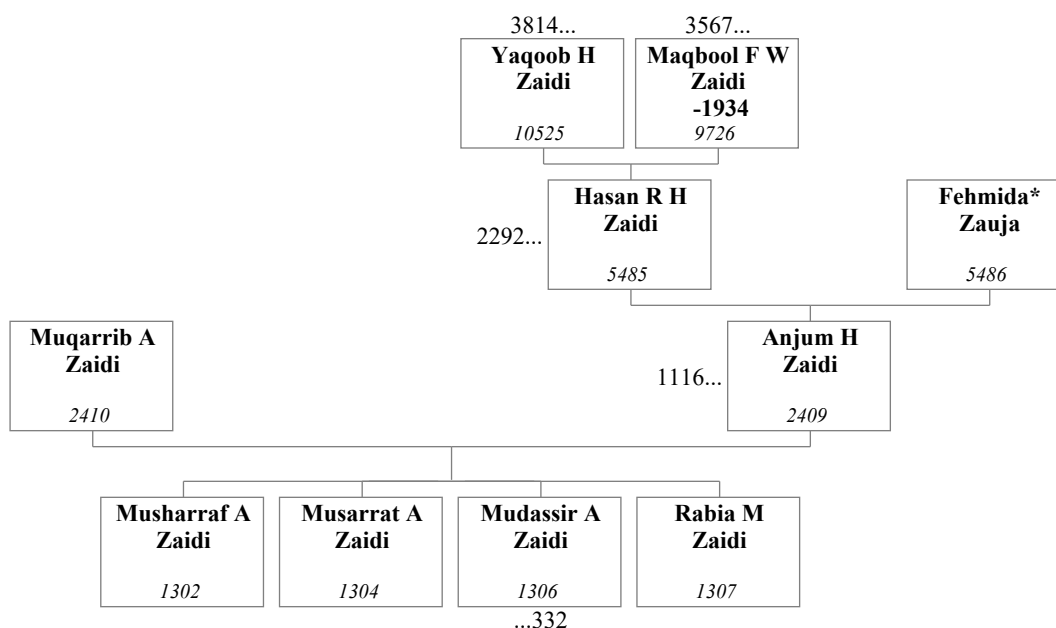 3814...
3567...
Yaqoob H
Zaidi
10525
Maqbool F W
Zaidi
-1934
9726
Hasan R H
Zaidi
5485
2292...
Fehmida*
Zauja
5486
Muqarrib A
Zaidi
2410
1116...
Anjum H
Zaidi
2409
Musharraf A
Zaidi
1302
Musarrat A
Zaidi
1304
Mudassir A
Zaidi
1306
Rabia M
Zaidi
1307
...332